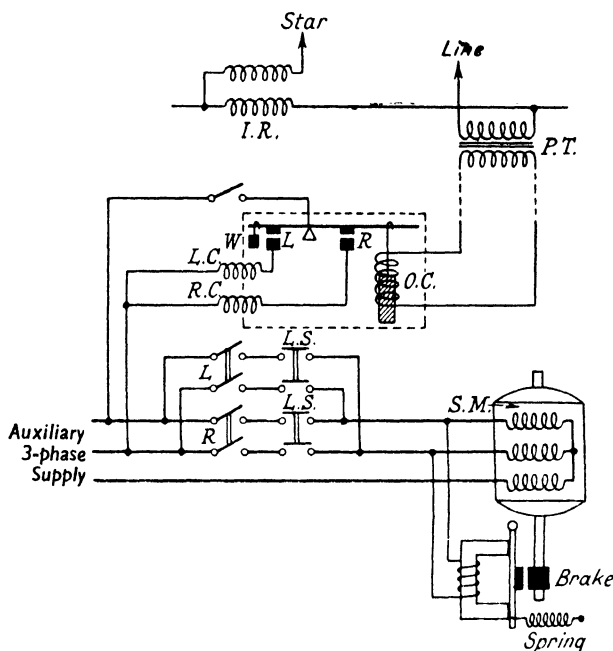 Star
Line
I.R.
P.T.
W
L
R
L.C.
O.C.
R.C.
L.S.
L
S.M.
L.S.
R
Auxiliary
3-phase
Supply
Brake
Spring